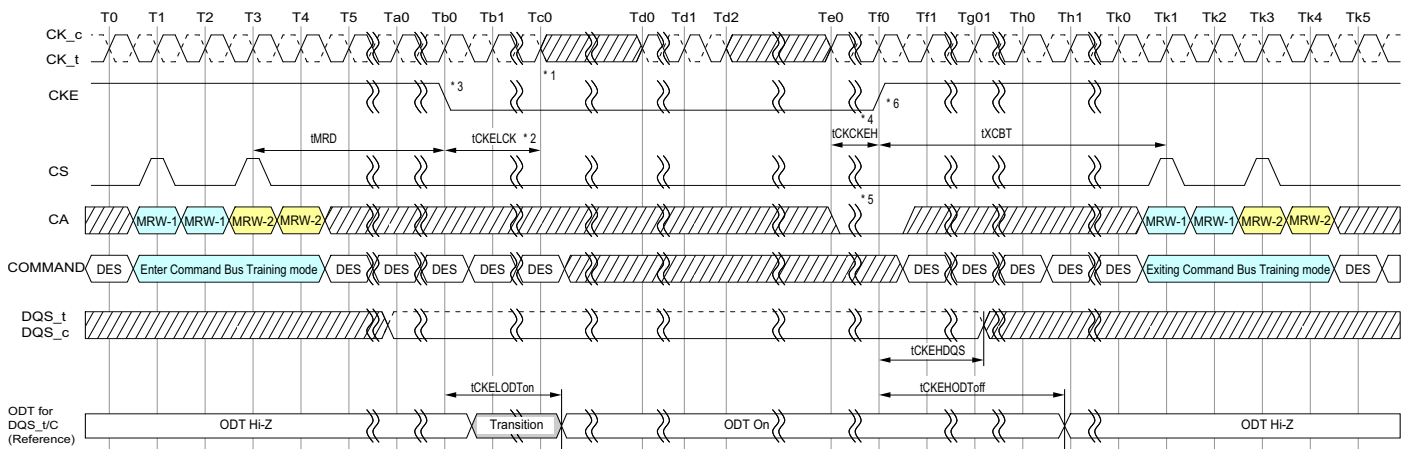 T0 T1 T2 T3 T4 T5 Ta0 Tb0 Tb1 Tc0 Td0 Td1 Td2 Te0 Tf0 Tf1 Tg01 Th0 Th1 Tk0 Tk1 Tk2 Tk3 Tk4 Tk5
CK_c
CK_t
* 1
CKE
* 3
* 6
* 4
tMRD
tCKELCK * 2
tCKCKEH
tXCBT
CS
* 5
CA
MRW-1 MRW-1 MRW-2 MRW-2 MRW-1 MRW-1 MRW-2 MRW-2
COMMAND DES Enter Command Bus Training mode DES DES DES DES DES DES DES DES DES DES Exiting Command Bus Training mode DES
DQS_t
DQS_c
tCKEHDQS
tCKELODTon
tCKEHODToff
ODT for
DQS_t/C
(Reference)
ODT Hi-Z Transition ODT On ODT Hi-Z